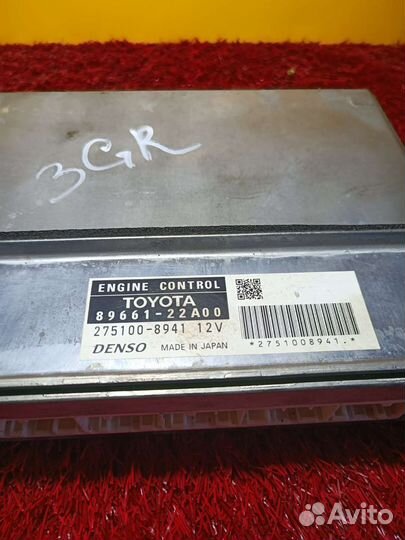 3GR
ENGINE CONTROL
TOYOTA
89661-22A00
275100-8941 12V
DENSO MADE IN JAPAN
*2751008941.*
Avito